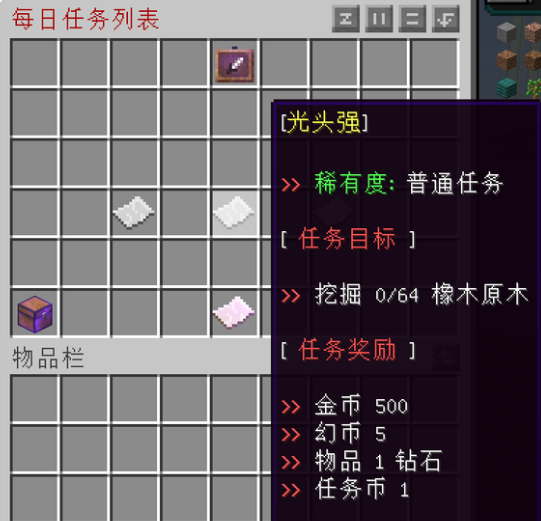 每日任务列表
[光头强]
>> 稀有度: 普通任务
[ 任务目标 ]
>> 挖掘 0/64 橡木原木
[ 任务奖励 ]
>> 金币 500
>> 幻币 5
>> 物品 1 钻石
>> 任务币 1
物品栏